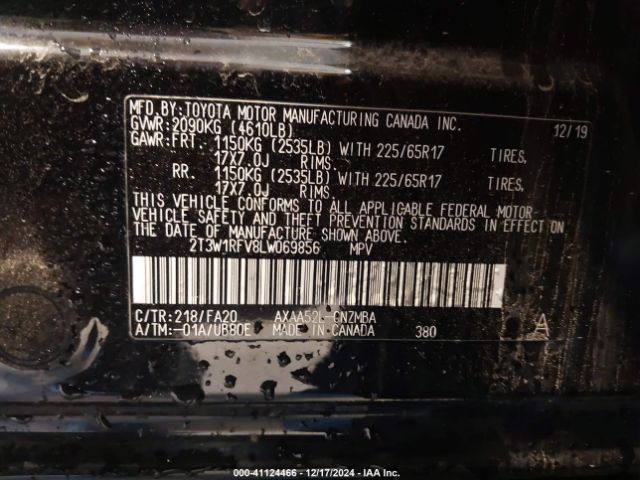 MFD.BY:TOYOTA MOTOR MANUFACTURING CANADA INC. 12/19
GVWR:2090KG (4610LB)
GAWR:FRT. 1150KG (2535LB) WITH 225/65R17 TIRES,
17X7.0J RIMS
RR. 1150KG (2535LB) WITH 225/65R17 TIRES,
17X7.0J RIMS
THIS VEHICLE CONFORMS TO ALL APPLICABLE FEDERAL MOTOR
VEHICLE SAFETY AND THEFT PREVENTION STANDARDS IN EFFECT ON
THE DATE OF MANUFACTURE SHOWN ABOVE.
2T3W1RFV8LW069856 MPV
C/TR:218/FA20 AXAA52L-CNZMBA
A/TM:-01A/UB80E MADE IN CANADA 380 A
000-41124466 - 12/17/2024 - IAA Inc.